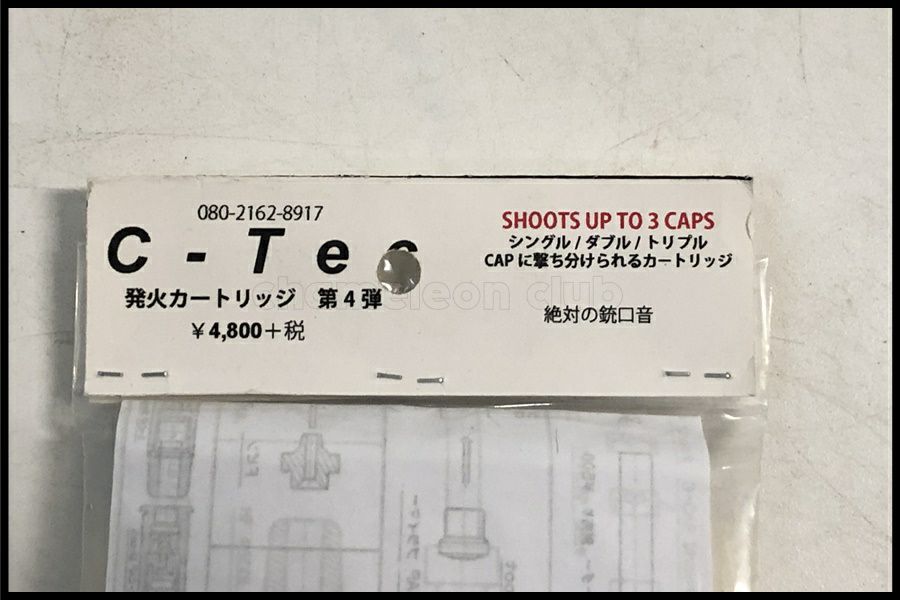 080-2162-8917
C - Tec
発火カートリッジ 第4弾
¥4,800+税
SHOOTS UP TO 3 CAPS
シングル / ダブル / トリプル
CAPに撃ち分けられるカートリッジ
絶対の銃口音
chameleon club